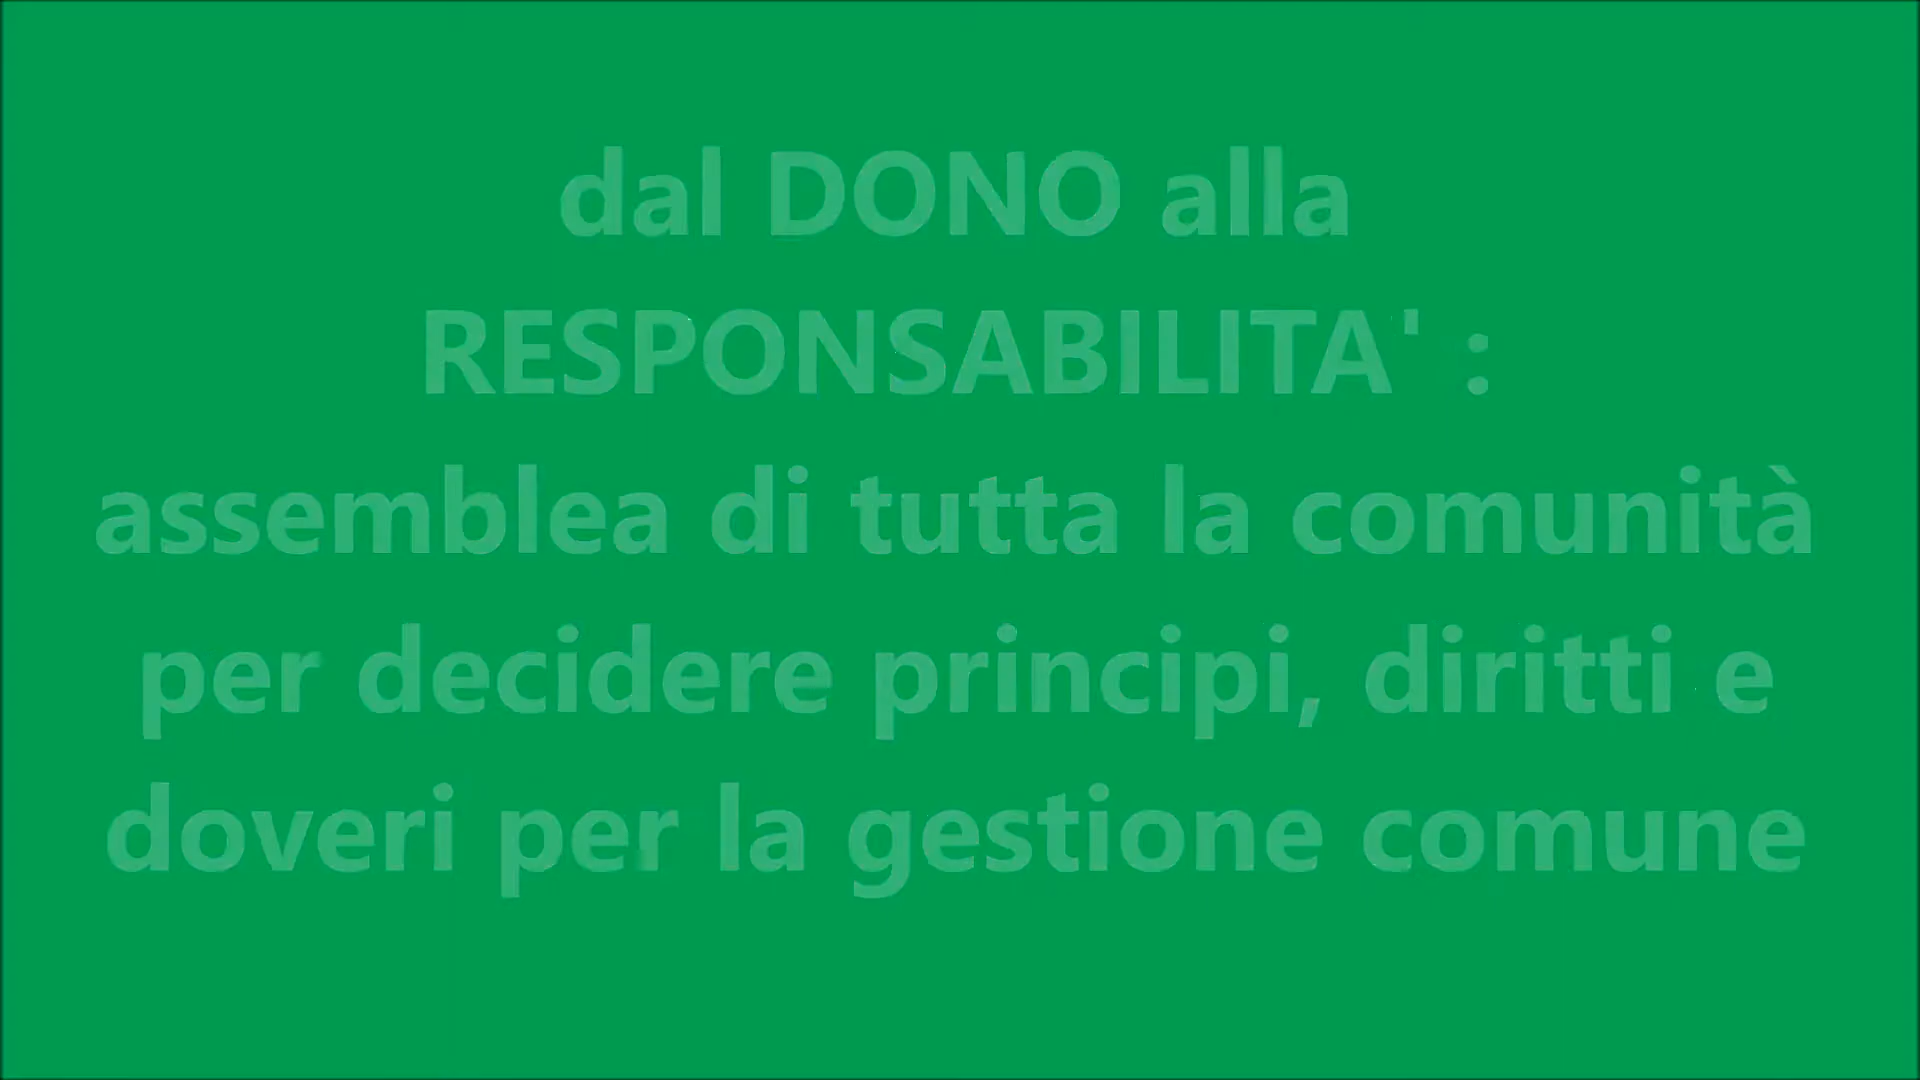 dal DONO alla
RESPONSABILITA' :
assemblea di tutta la comunità
per decidere principi, diritti e
doveri per la gestione comune